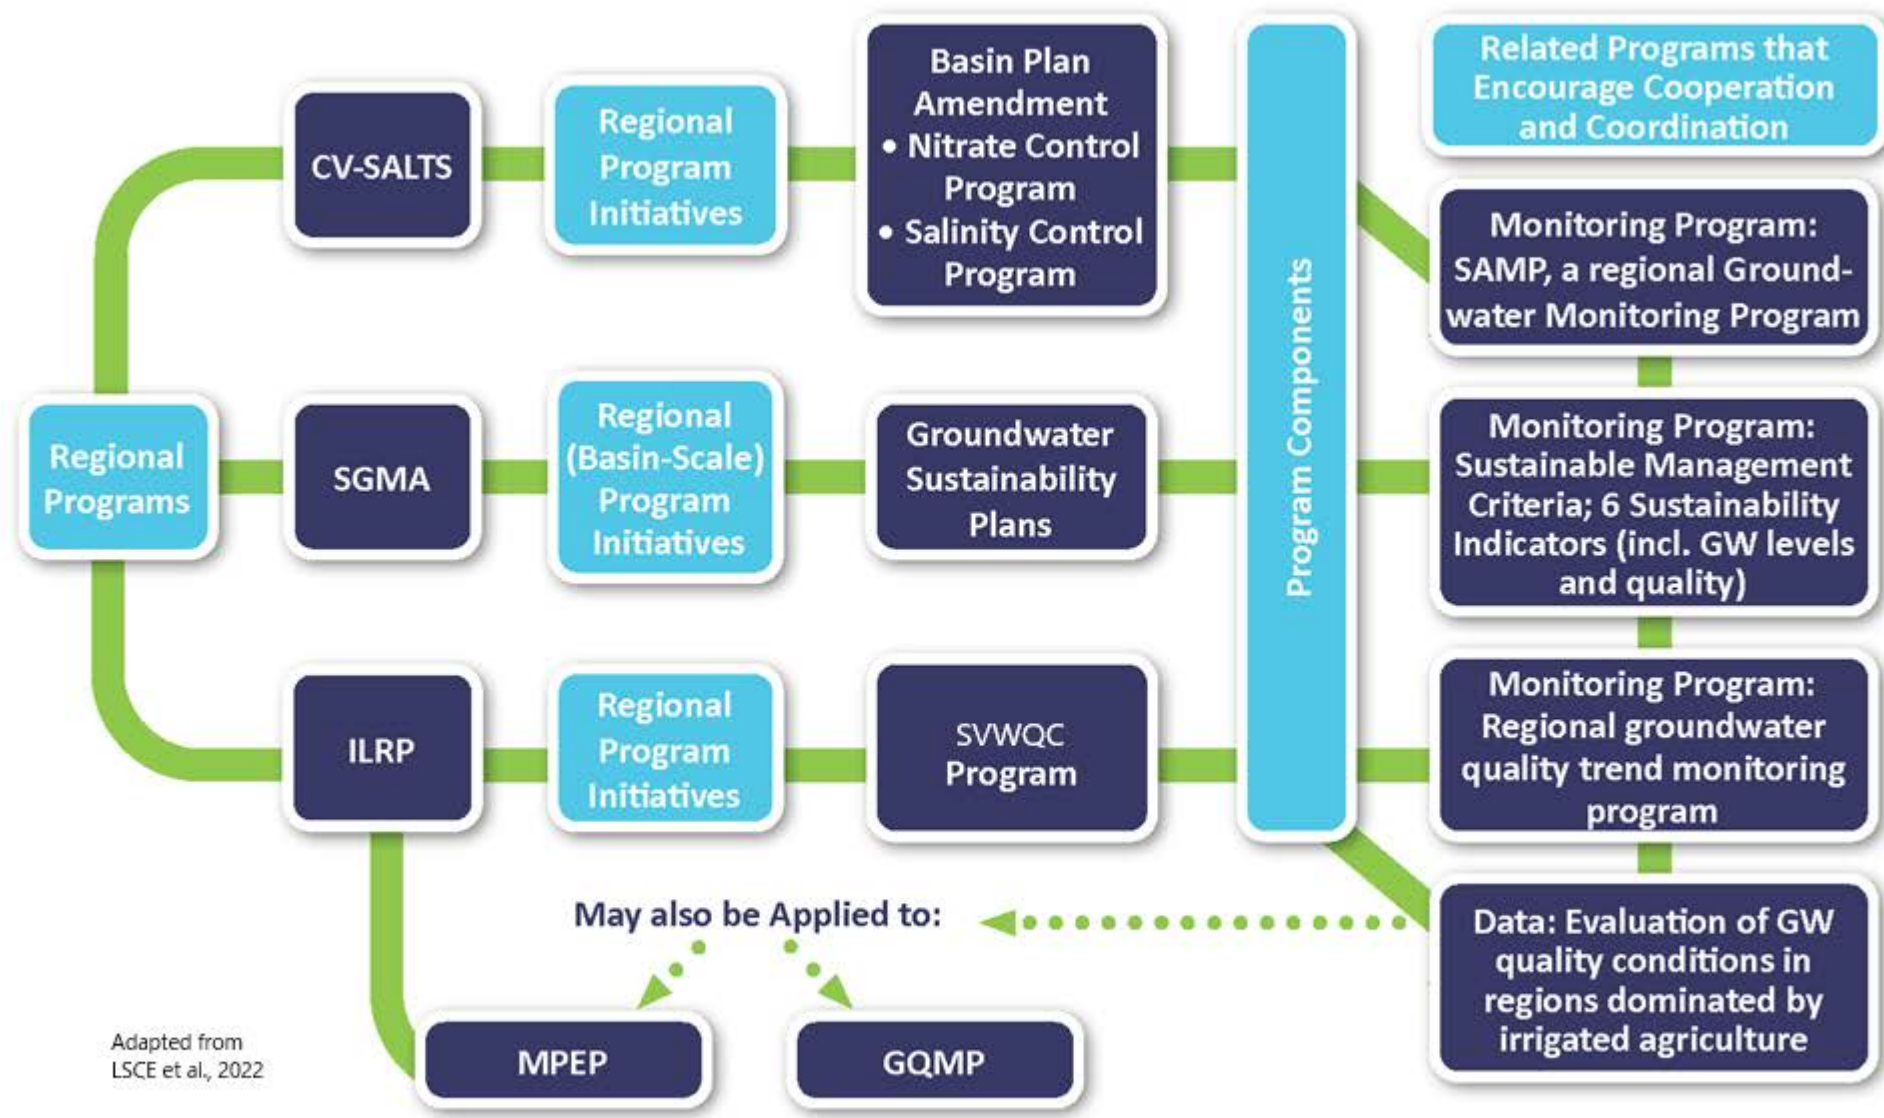 Regional
Programs
CV-SALTS
Regional
Program
Initiatives
Basin Plan
Amendment
• Nitrate Control
Program
• Salinity Control
Program
SGMA
Regional
(Basin-Scale)
Program
Initiatives
Groundwater
Sustainability
Plans
ILRP
Regional
Program
Initiatives
SVWQC
Program
Program Components
Related Programs that
Encourage Cooperation
and Coordination
Monitoring Program:
SAMP, a regional Ground-
water Monitoring Program
Monitoring Program:
Sustainable Management
Criteria; 6 Sustainability
Indicators (incl. GW levels
and quality)
Monitoring Program:
Regional groundwater
quality trend monitoring
program
Data: Evaluation of GW
quality conditions in
regions dominated by
irrigated agriculture
May also be Applied to:
MPEP
GQMP
Adapted from
LSCE et al., 2022